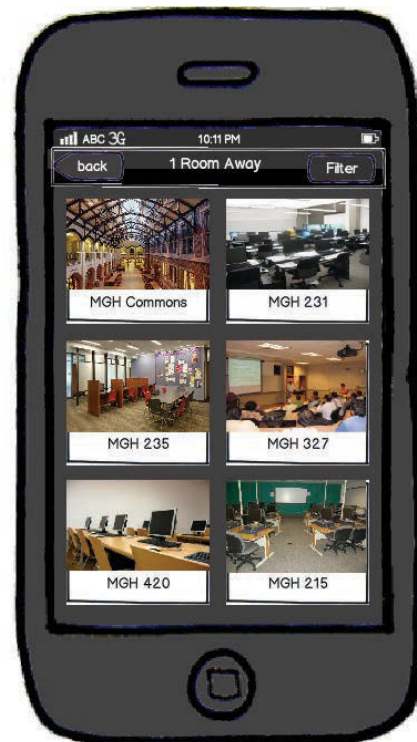 ABC 3G 10:11 PM
back 1 Room Away Filter
MGH Commons MGH 231
MGH 235 MGH 327
MGH 420 MGH 215